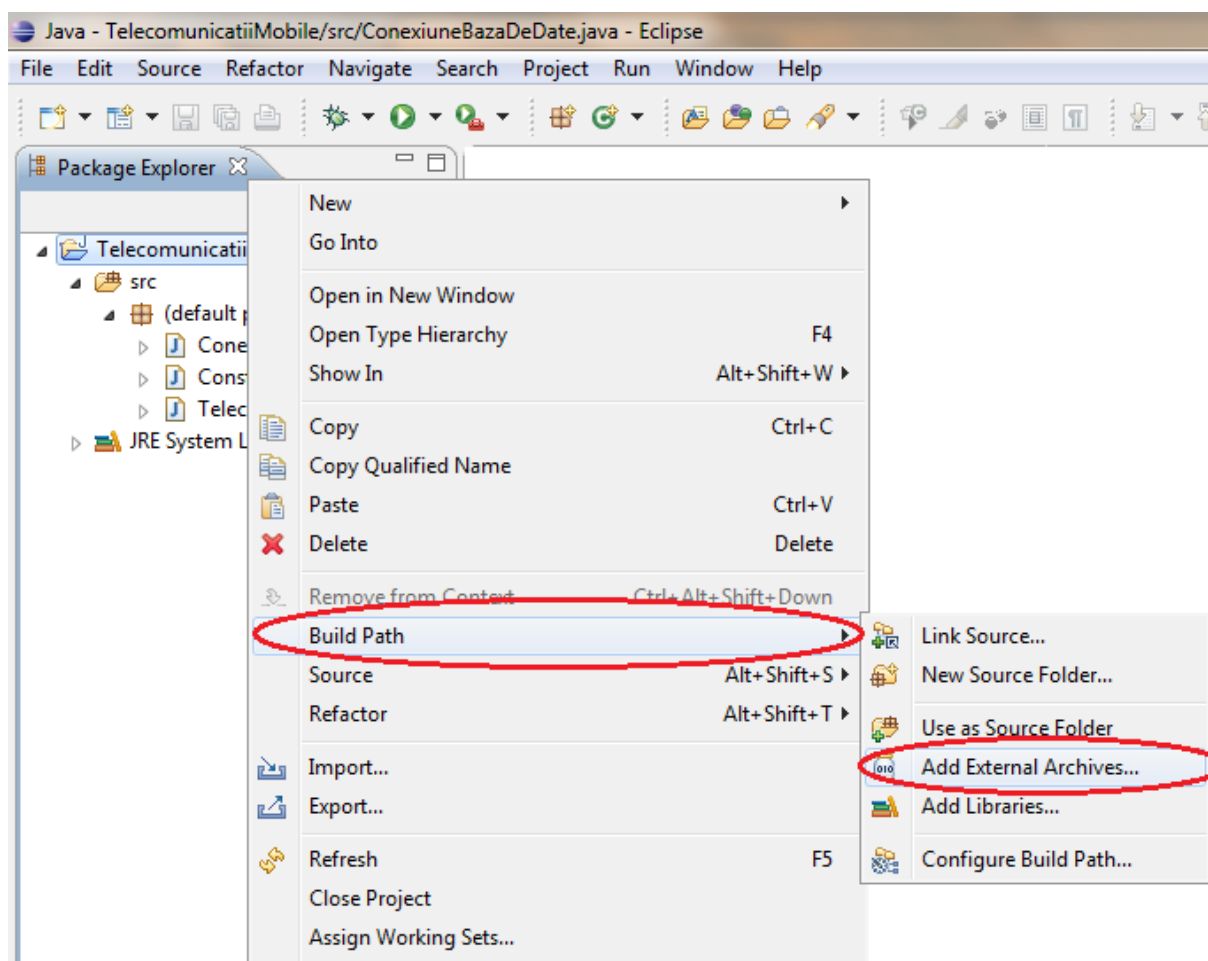 Java - TelecomunicatiiMobile/src/ConexiuneBazaDeDate.java - Eclipse
File Edit Source Refactor Navigate Search Project Run Window Help
Package Explorer
New
Go Into
Telecomunicatii
src
Open in New Window
(default
Open Type Hierarchy F4
Cone
Show In Alt+Shift+W
Cons
Telec
JRE System L
Copy Ctrl+C
Copy Qualified Name
Paste Ctrl+V
Delete Delete
Remove from Context Ctrl+Alt+Shift+Down
Build Path
Source Alt+Shift+S
Refactor Alt+Shift+T
Import...
Export...
Refresh F5
Close Project
Assign Working Sets...
Link Source...
New Source Folder...
Use as Source Folder
Add External Archives...
Add Libraries...
Configure Build Path...